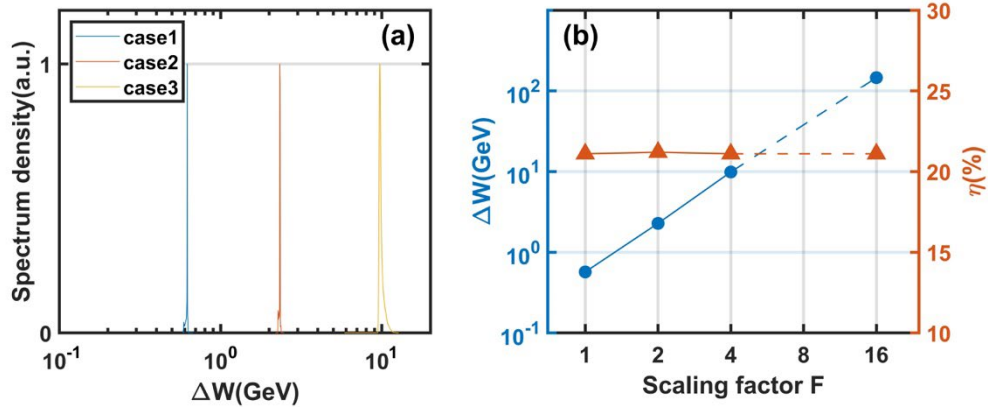 (a)
case1
case2
case3
Spectrum density(a.u.)
1
0
10^-1
10^0
10^1
ΔW(GeV)
(b)
ΔW(GeV)
10^2
10^1
10^0
10^-1
30
25
20
15
10
η(%)
1
2
4
8
16
Scaling factor F